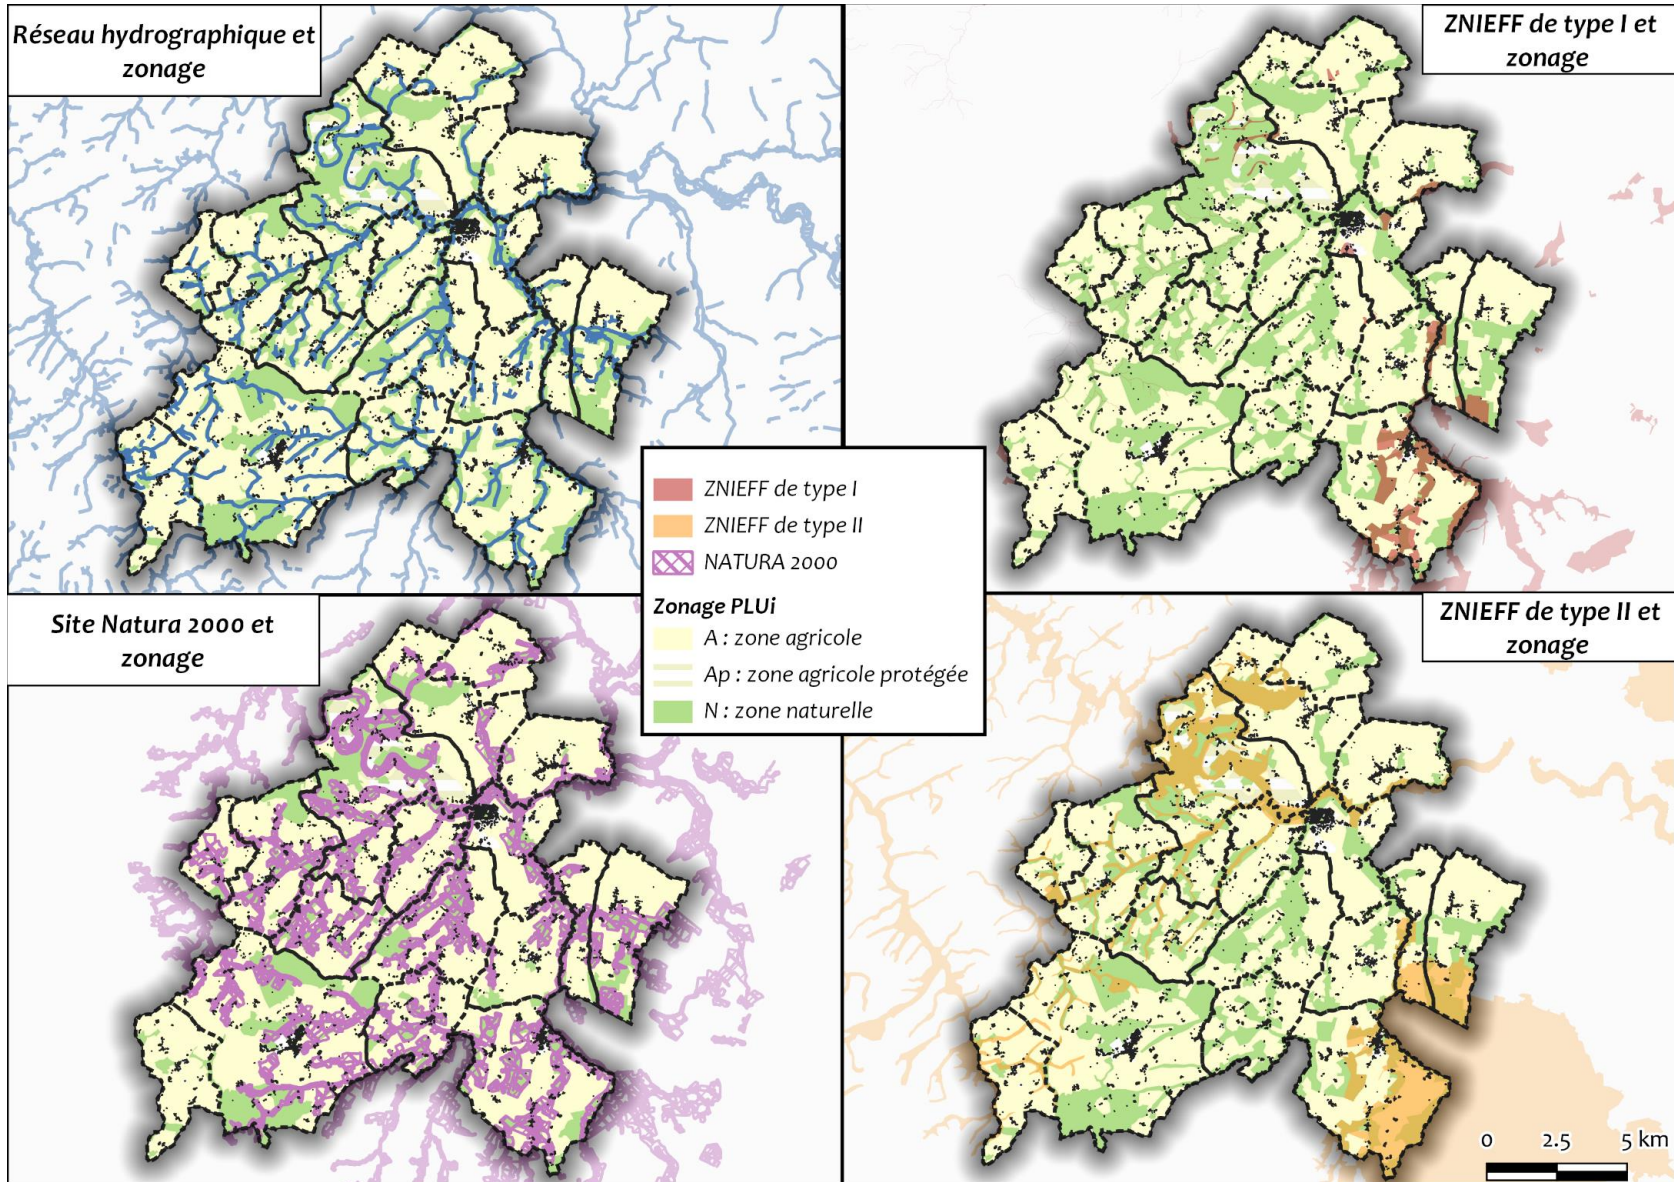 Réseau hydrographique et
zonage
ZNIEFF de type I et
zonage
ZNIEFF de type I
ZNIEFF de type II
NATURA 2000
Zonage PLUi
A : zone agricole
Ap : zone agricole protégée
N : zone naturelle
Site Natura 2000 et
zonage
ZNIEFF de type II et
zonage
0 2.5 5 km